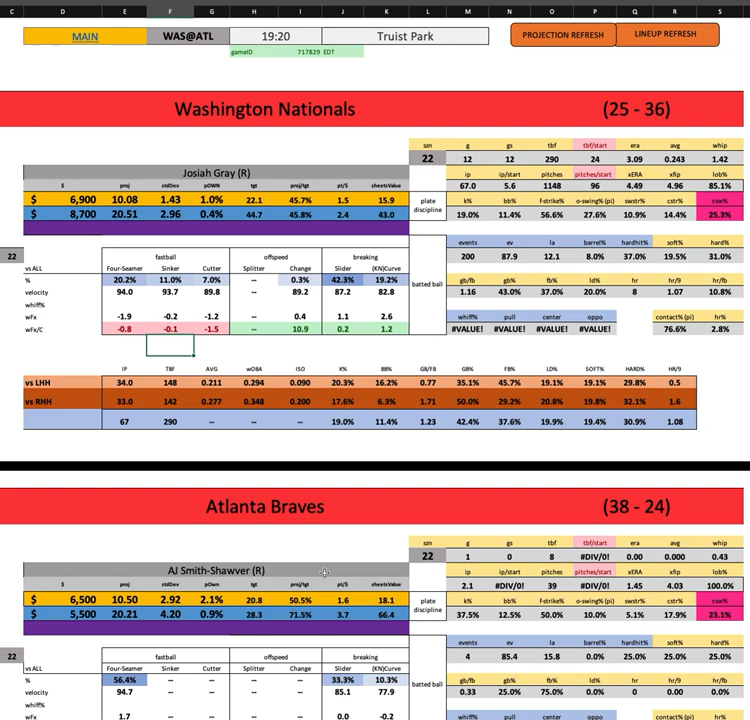 C D E F G H I J K L M N O P Q R S
MAIN WAS@ATL 19:20 Truist Park PROJECTION REFRESH LINEUP REFRESH
gameID 717829 EDT
Washington Nationals (25 - 36)
szn g gs tbf tbf/start era avg whip
22 12 12 290 24 3.09 0.243 1.42
Josiah Gray (R) ip ip/start pitches pitches/start xERA xfip lob%
$ proj stdDev pOWN tgt proj/tgt pt/$ sheetsValue 67.0 5.6 1148 96 4.49 4.96 85.1%
$ 6,900 10.08 1.43 1.0% 22.1 45.7% 1.5 15.9 plate discipline k% bb% f-strike% o-swing% (pi) swstr% cstr% csw%
$ 8,700 20.51 2.96 0.4% 44.7 45.8% 2.4 43.0 19.0% 11.4% 56.6% 27.6% 10.9% 14.4% 25.3%
events ev la barrel% hardhit% soft% hard%
22 fastball offspeed breaking 200 87.9 12.1 8.0% 37.0% 19.5% 31.0%
vs ALL Four-Seamer Sinker Cutter Splitter Change Slider (KN)Curve
% 20.2% 11.0% 7.0% -- 0.3% 42.3% 19.2% batted ball gb/fb gb% fb% ld% hr hr/9 hr/fb
velocity 94.0 93.7 89.8 -- 89.2 87.2 82.8 1.16 43.0% 37.0% 20.0% 8 1.07 10.8%
whiff%
wFx -1.9 -0.2 -1.2 0.4 1.1 2.6 whiff% pull center oppo contact% (pi) hr%
wFx/C -0.8 -0.1 -1.5 -- 10.9 0.2 1.2 #VALUE! #VALUE! #VALUE! #VALUE! 76.6% 2.8%
IP TBF AVG wOBA ISO K% BB% GB/FB GB% FB% LD% SOFT% HARD% HR/9
vs LHH 34.0 148 0.211 0.294 0.090 20.3% 16.2% 0.77 35.1% 45.7% 19.1% 19.1% 29.8% 0.5
vs RHH 33.0 142 0.277 0.348 0.200 17.6% 6.3% 1.71 50.0% 29.2% 20.8% 19.8% 32.1% 1.6
67 290 -- -- -- 19.0% 11.4% 1.23 42.4% 37.6% 19.9% 19.4% 30.9% 1.08
Atlanta Braves (38 - 24)
szn g gs tbf tbf/start era avg whip
22 1 0 8 #DIV/0! 0.00 0.000 0.43
AJ Smith-Shawver (R) ip ip/start pitches pitches/start xERA xfip lob%
$ proj stdDev pOwn tgt proj/tgt pt/$ sheetsValue 2.1 #DIV/0! 39 #DIV/0! 1.45 4.03 100.0%
$ 6,500 10.50 2.92 2.1% 20.8 50.5% 1.6 18.1 plate discipline k% bb% f-strike% o-swing% (pi) swstr% cstr% csw%
$ 5,500 20.21 4.20 0.9% 28.3 71.5% 3.7 66.4 37.5% 12.5% 50.0% 10.0% 5.1% 17.9% 23.1%
events ev la barrel% hardhit% soft% hard%
22 fastball offspeed breaking 4 85.4 15.8 0.0% 25.0% 25.0% 25.0%
vs ALL Four-Seamer Sinker Cutter Splitter Change Slider (KN)Curve
% 56.4% -- -- -- -- 33.3% 10.3% batted ball gb/fb gb% fb% ld% hr hr/9 hr/fb
velocity 94.7 -- -- -- -- 85.1 77.9 0.33 25.0% 75.0% 0.0% 0 0.00 0.0%
whiff%
wFx 1.7 -- -- -- -- 0.0 -0.2 whiff% pull center oppo contact% (pi) hr%